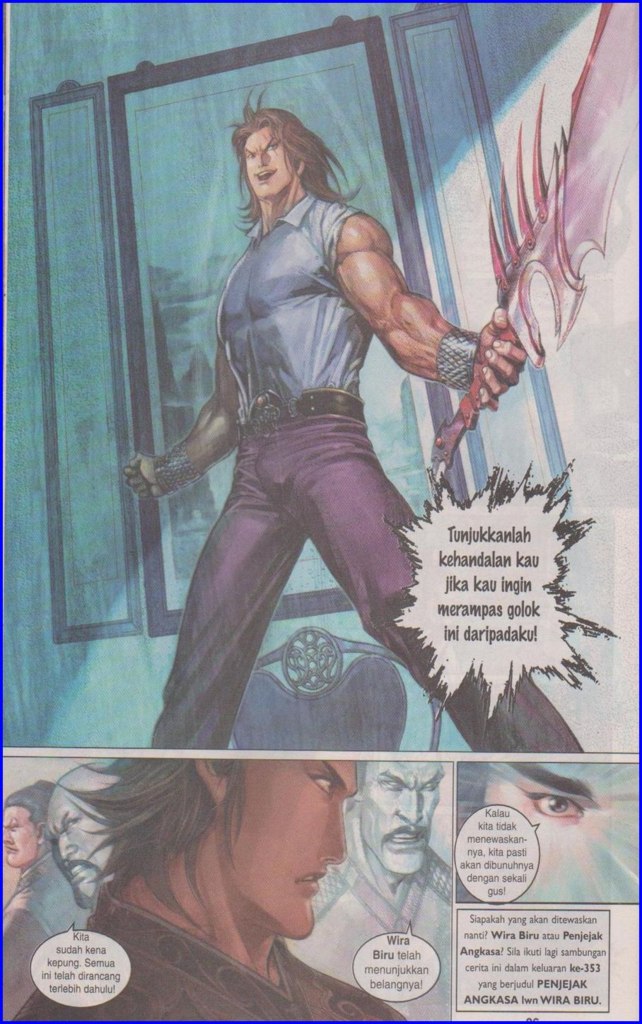 Tunjukkanlah
kehandalan kau
jika kau ingin
merampas golok
ini daripadaku!
Kita
sudah kena
kepung. Semua
ini telah dirancang
terlebih dahulu!
Wira
Biru telah
menunjukkan
belangnya!
Kalau
kita tidak
menewaskan-
nya, kita pasti
akan dibunuhnya
dengan sekali
gus!
Siapakah yang akan ditewaskan
nanti? Wira Biru atau Penjejak
Angkasa? Sila ikuti lagi sambungan
cerita ini dalam keluaran ke-353
yang berjudul PENJEJAK
ANGKASA lwn WIRA BIRU.